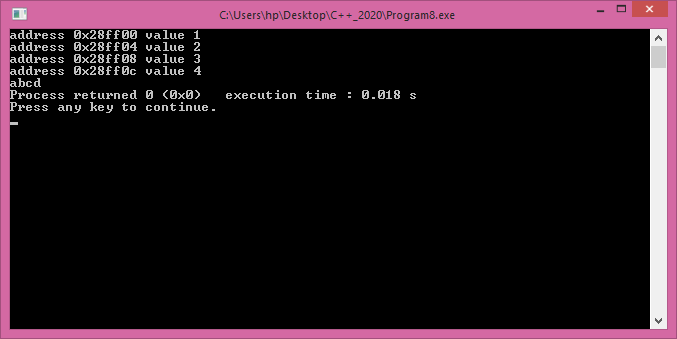 C:\Users\hp\Desktop\C++_2020\Program8.exe
address 0x28ff00 value 1
address 0x28ff04 value 2
address 0x28ff08 value 3
address 0x28ff0c value 4
abcd
Process returned 0 (0x0)   execution time : 0.018 s
Press any key to continue.